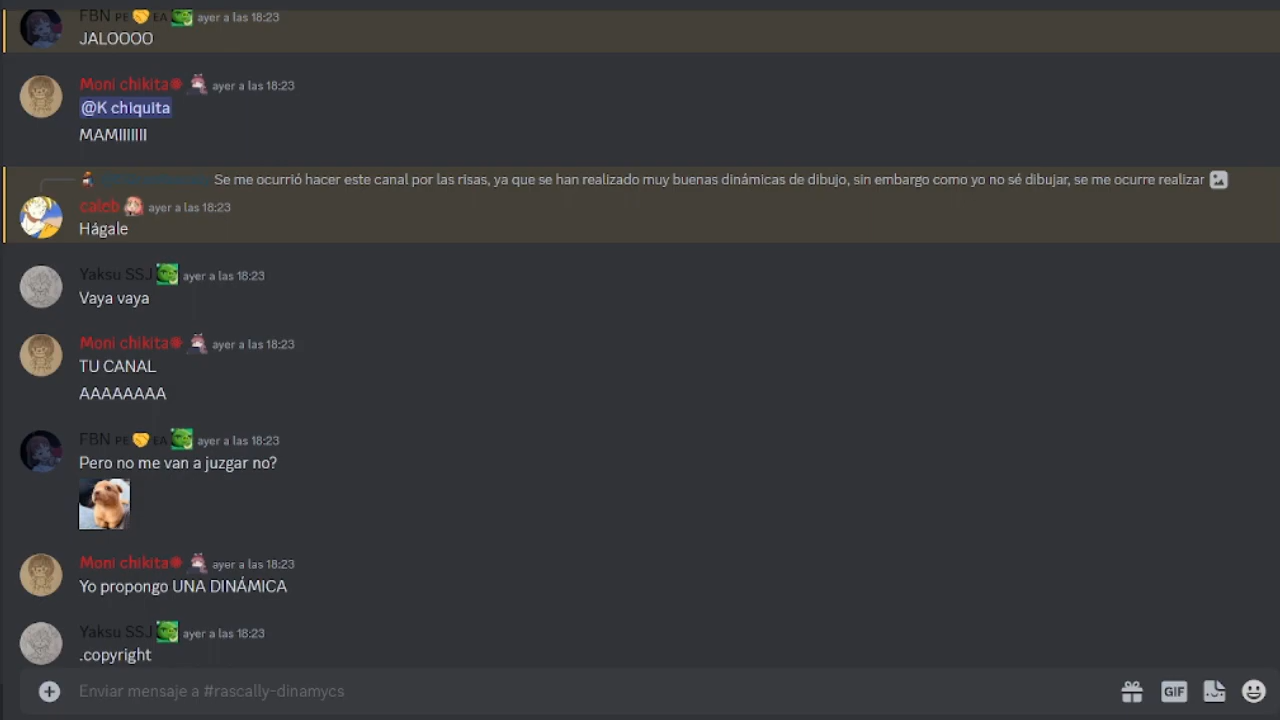 FBN PE EA ayer a las 18:23
JALOOOO
Moni chikita ayer a las 18:23
@K chiquita
MAMIIIIIII
Se me ocurrió hacer este canal por las risas, ya que se han realizado muy buenas dinámicas de dibujo, sin embargo como yo no sé dibujar, se me ocurre realizar
caleb ayer a las 18:23
Hágale
Yaksu SSJ ayer a las 18:23
Vaya vaya
Moni chikita ayer a las 18:23
TU CANAL
AAAAAAAA
FBN PE EA ayer a las 18:23
Pero no me van a juzgar no?
Moni chikita ayer a las 18:23
Yo propongo UNA DINÁMICA
Yaksu SSJ ayer a las 18:23
.copyright
Enviar mensaje a #rascally-dinamycs
GIF